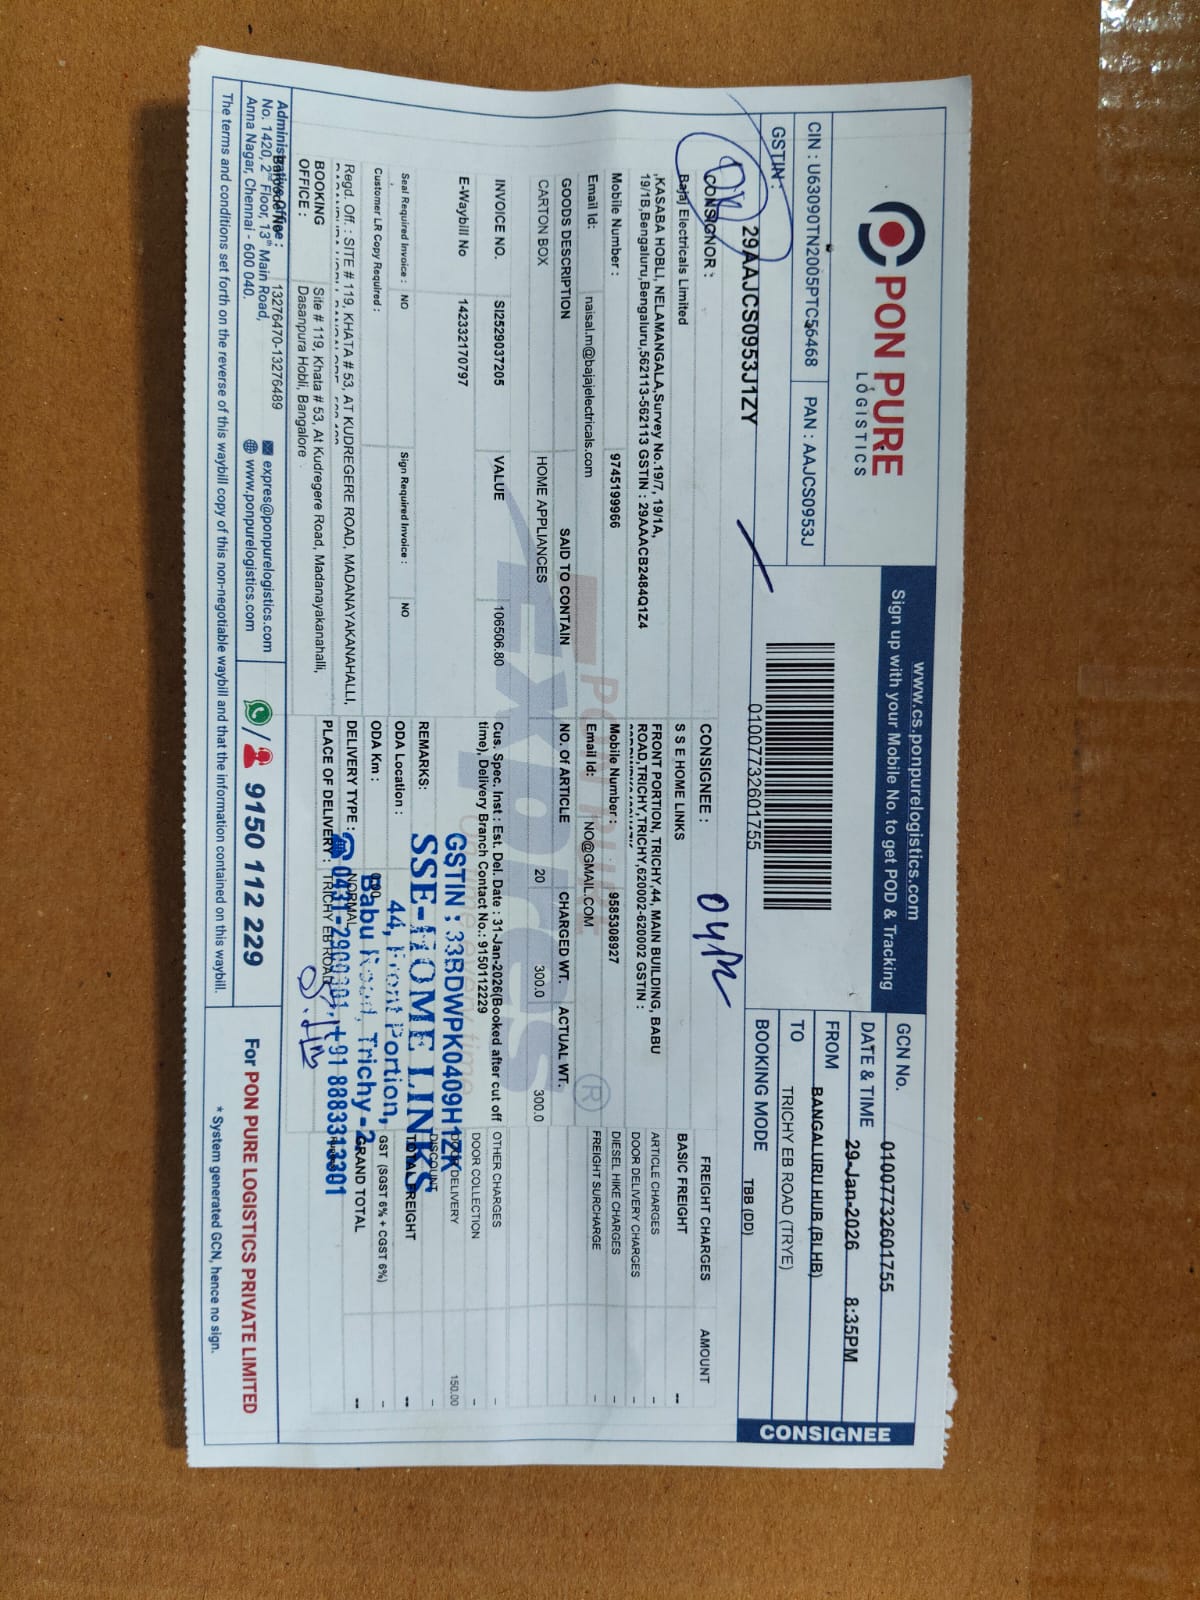 PON PURE
LOGISTICS
CIN : U63090TN2005PTC56468
PAN : AAJCS0953J
GSTIN :
29AAJCS0953J1ZY
www.cs.ponpurelogistics.com
Sign up with your Mobile No. to get POD & Tracking
01007732601755
GCN No. 01007732601755
DATE & TIME 29-Jan-2026 8:35PM
FROM BANGALURU HUB (BLHB)
TO TRICHY EB ROAD (TRYE)
BOOKING MODE TBB (DD)
CONSIGNEE
CONSIGNOR :
Bajaj Electricals Limited
,KASABA HOBLI, NELAMANGALA,Survey No.19/7, 19/1A,
19/1B,Bengaluru,Bengaluru,562113-562113 GSTIN : 29AAACB2484Q1Z4
Mobile Number : 9745199966
Email Id: naisal.m@bajajelectricals.com
CONSIGNEE :
S S E HOME LINKS
FRONT PORTION, TRICHY,44, MAIN BUILDING, BABU
ROAD,TRICHY,TRICHY,620002-620002 GSTIN :
Mobile Number : 9585308927
Email Id: NO@GMAIL.COM
GOODS DESCRIPTION SAID TO CONTAIN NO. OF ARTICLE CHARGED WT. ACTUAL WT.
CARTON BOX HOME APPLIANCES 20 300.0 300.0
INVOICE NO. SI2529037205 VALUE 106506.80
E-Waybill No 142332170797
Cus. Spec. Inst : Est. Del. Date : 31-Jan-2026(Booked after cut off
time), Delivery Branch Contact No.: 9150112229
REMARKS:
Seal Required Invoice : NO Sign Required Invoice : NO
Customer LR Copy Required :
ODA Location :
ODA Km : 0.00
Regd. Off. : SITE # 119, KHATA # 53, AT KUDREGERE ROAD, MADANAYAKANAHALLI,
DELIVERY TYPE : NORMAL
PLACE OF DELIVERY : TRICHY EB ROAD
BOOKING OFFICE : Site # 119, Khata # 53, At Kudregere Road, Madanayakanahalli,
Dasanpura Hobli, Bangalore
13276470-13276489
FREIGHT CHARGES AMOUNT
BASIC FREIGHT --
ARTICLE CHARGES -
DOOR DELIVERY CHARGES -
DIESEL HIKE CHARGES -
FREIGHT SURCHARGE -
OTHER CHARGES -
DOOR COLLECTION -
DELIVERY 150.00
DISCOUNT -
TOTAL FREIGHT --
GST (SGST 6% + CGST 6%) -
GRAND TOTAL --
Pon Pure
Expres
®
GSTIN : 33BDWPK0409H1ZK
SSE-HOME LINKS
44, Front Portion,
Babu Road, Trichy-2
0431-2900301, +91 8883313301
Administrative Office :
No. 1420, 2nd Floor, 13th Main Road,
Anna Nagar, Chennai - 600 040.
expres@ponpurelogistics.com
www.ponpurelogistics.com
9150 112 229
For PON PURE LOGISTICS PRIVATE LIMITED
The terms and conditions set forth on the reverse of this waybill copy of this non-negotiable waybill and that the information contained on this waybill.
* System generated GCN, hence no sign.